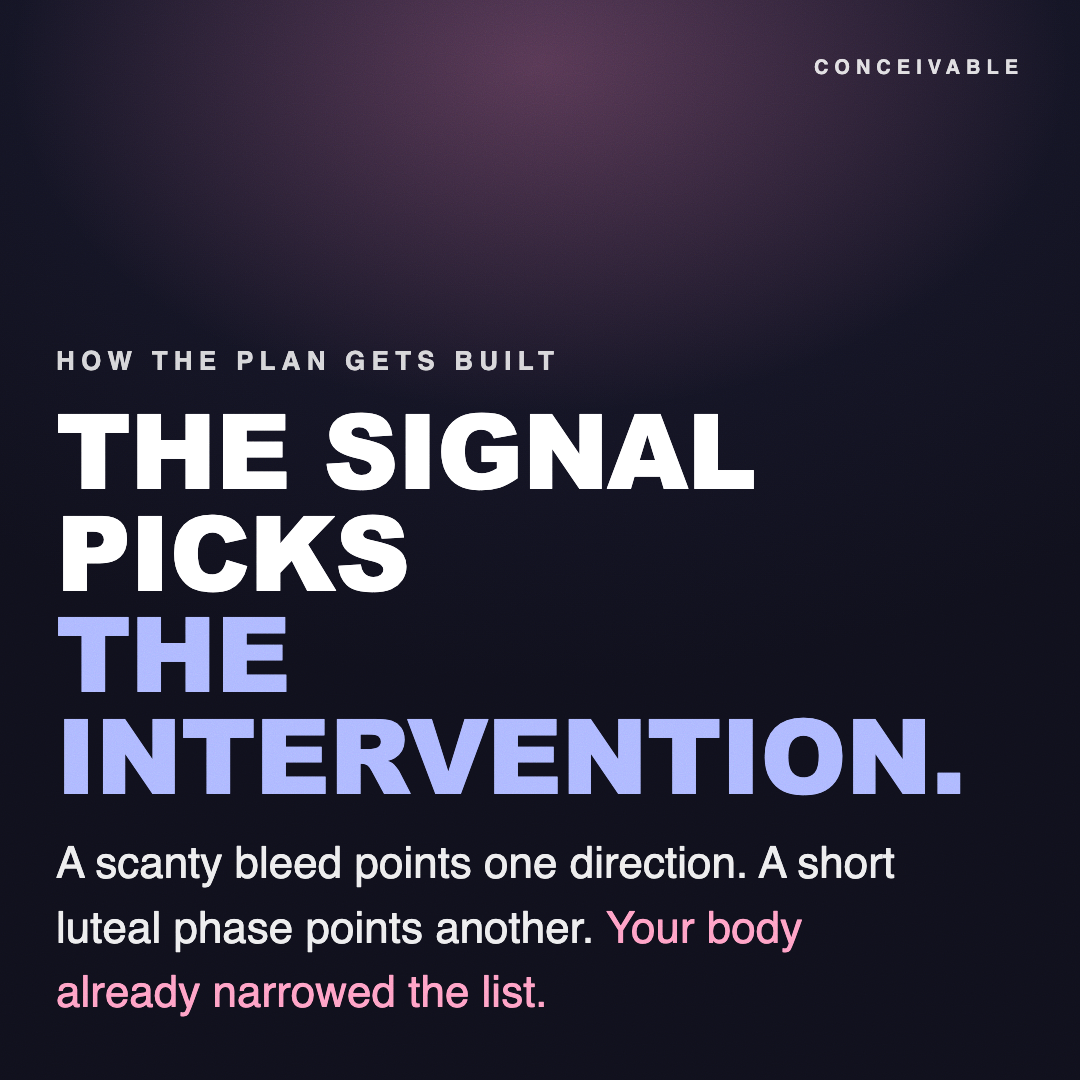 CONCEIVABLE
HOW THE PLAN GETS BUILT
THE SIGNAL
PICKS
THE
INTERVENTION.
A scanty bleed points one direction. A short
luteal phase points another. Your body
already narrowed the list.